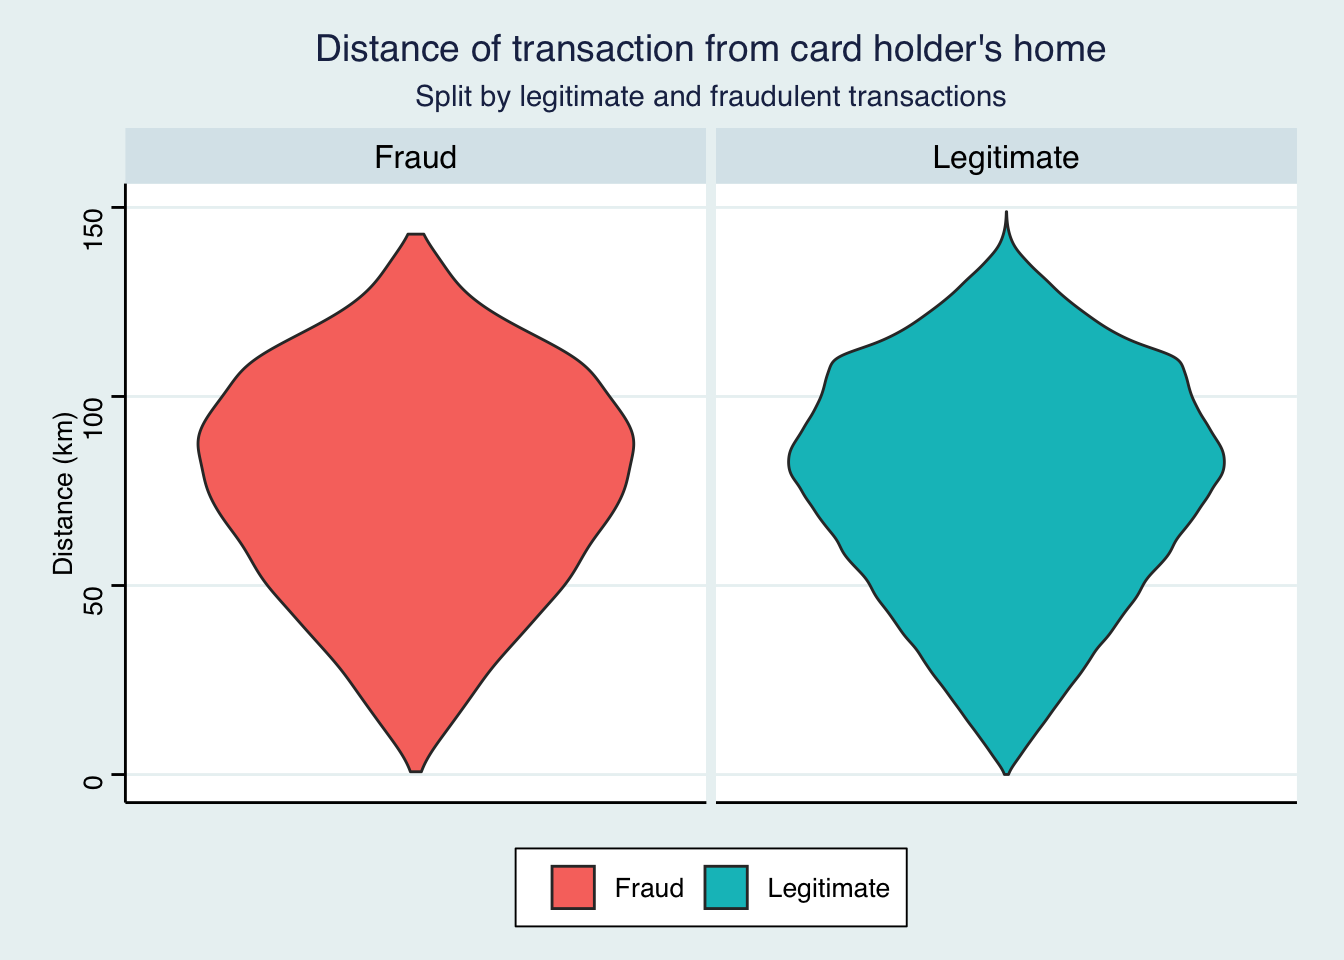 Distance of transaction from card holder's home
Split by legitimate and fraudulent transactions
Fraud
Legitimate
150
100
50
0
Distance (km)
Fraud
Legitimate